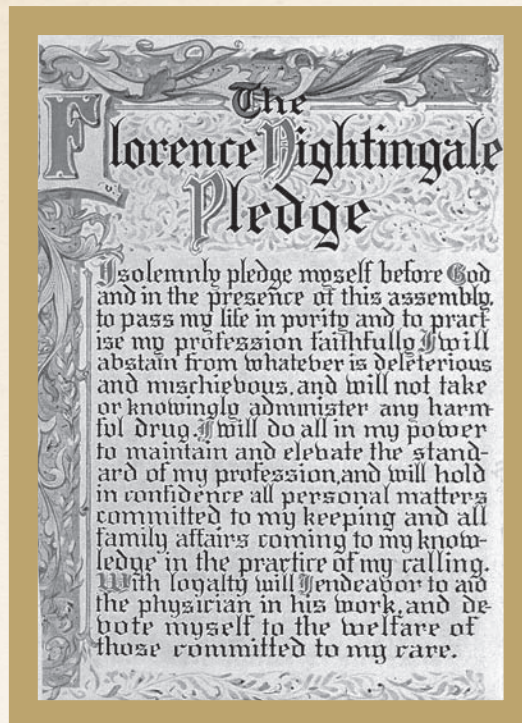 The
Florence Nightingale
Pledge
I solemnly pledge myself before God
and in the presence of this assembly,
to pass my life in purity and to pract
ise my profession faithfully. I will
abstain from whatever is deleterious
and mischievous, and will not take
or knowingly administer any harm-
ful drug. I will do all in my power
to maintain and elevate the stand-
ard of my profession, and will hold
in confidence all personal matters
committed to my keeping and all
family affairs coming to my know-
ledge in the practice of my calling.
With loyalty will I endeavor to aid
the physician in his work, and de-
vote myself to the welfare of
those committed to my care.